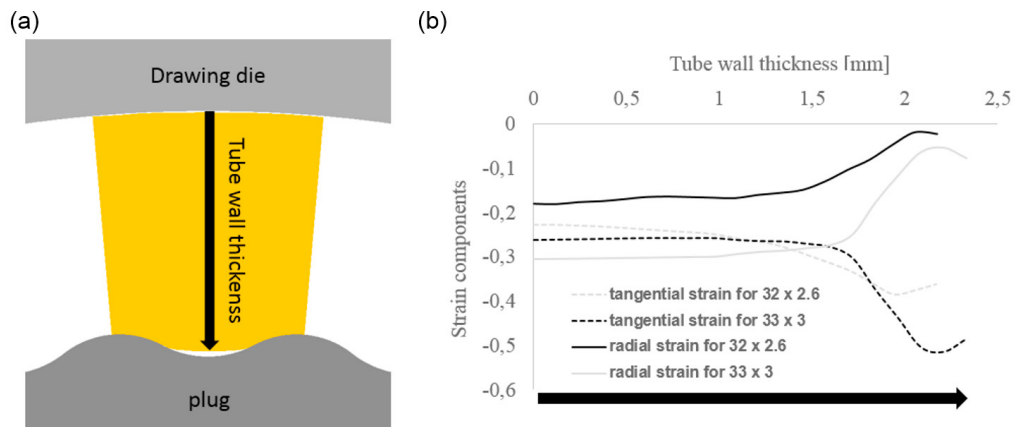 (a)
Drawing die
Tube wall thickenss
plug
(b)
Tube wall thickness [mm]
0
0,5
1
1,5
2
2,5
0
-0,1
-0,2
-0,3
-0,4
-0,5
-0,6
Strain components
tangential strain for 32 x 2.6
tangential strain for 33 x 3
radial strain for 32 x 2.6
radial strain for 33 x 3